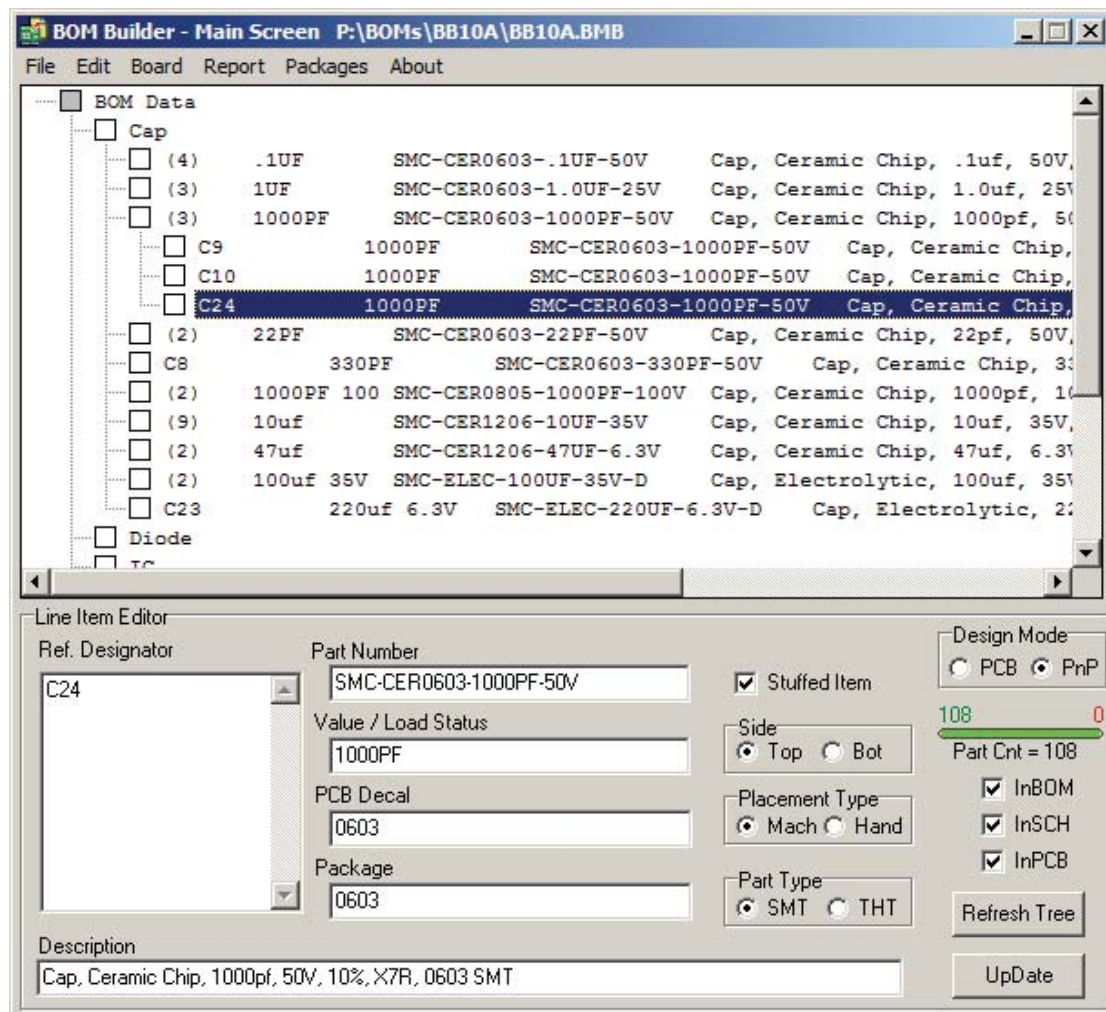 BOM Builder - Main Screen P:\BOMs\BB10A\BB10A.BMB
File Edit Board Report Packages About
BOM Data
Cap
(4) .1UF SMC-CER0603-.1UF-50V Cap, Ceramic Chip, .1uf, 50V,
(3) 1UF SMC-CER0603-1.0UF-25V Cap, Ceramic Chip, 1.0uf, 25V
(3) 1000PF SMC-CER0603-1000PF-50V Cap, Ceramic Chip, 1000pf, 50
C9 1000PF SMC-CER0603-1000PF-50V Cap, Ceramic Chip,
C10 1000PF SMC-CER0603-1000PF-50V Cap, Ceramic Chip,
C24 1000PF SMC-CER0603-1000PF-50V Cap, Ceramic Chip,
(2) 22PF SMC-CER0603-22PF-50V Cap, Ceramic Chip, 22pf, 50V,
C8 330PF SMC-CER0603-330PF-50V Cap, Ceramic Chip, 33
(2) 1000PF 100 SMC-CER0805-1000PF-100V Cap, Ceramic Chip, 1000pf, 10
(9) 10uf SMC-CER1206-10UF-35V Cap, Ceramic Chip, 10uf, 35V,
(2) 47uf SMC-CER1206-47UF-6.3V Cap, Ceramic Chip, 47uf, 6.3V
(2) 100uf 35V SMC-ELEC-100UF-35V-D Cap, Electrolytic, 100uf, 35V
C23 220uf 6.3V SMC-ELEC-220UF-6.3V-D Cap, Electrolytic, 22
Diode
IC
Line Item Editor
Ref. Designator
C24
Part Number
SMC-CER0603-1000PF-50V
Value / Load Status
1000PF
PCB Decal
0603
Package
0603
Description
Cap, Ceramic Chip, 1000pf, 50V, 10%, X7R, 0603 SMT
Stuffed Item
Side
Top Bot
Placement Type
Mach Hand
Part Type
SMT THT
Design Mode
PCB PnP
108 0
Part Cnt = 108
InBOM
InSCH
InPCB
Refresh Tree
UpDate